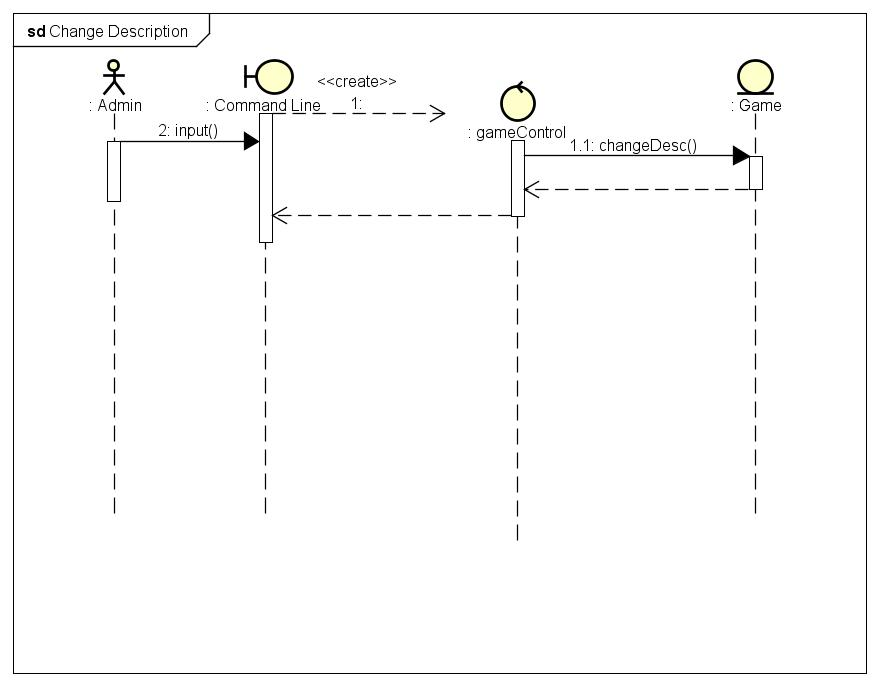 sd Change Description
<<create>>
: Admin
: Command Line
1:
: Game
2: input()
: gameControl
1.1: changeDesc()